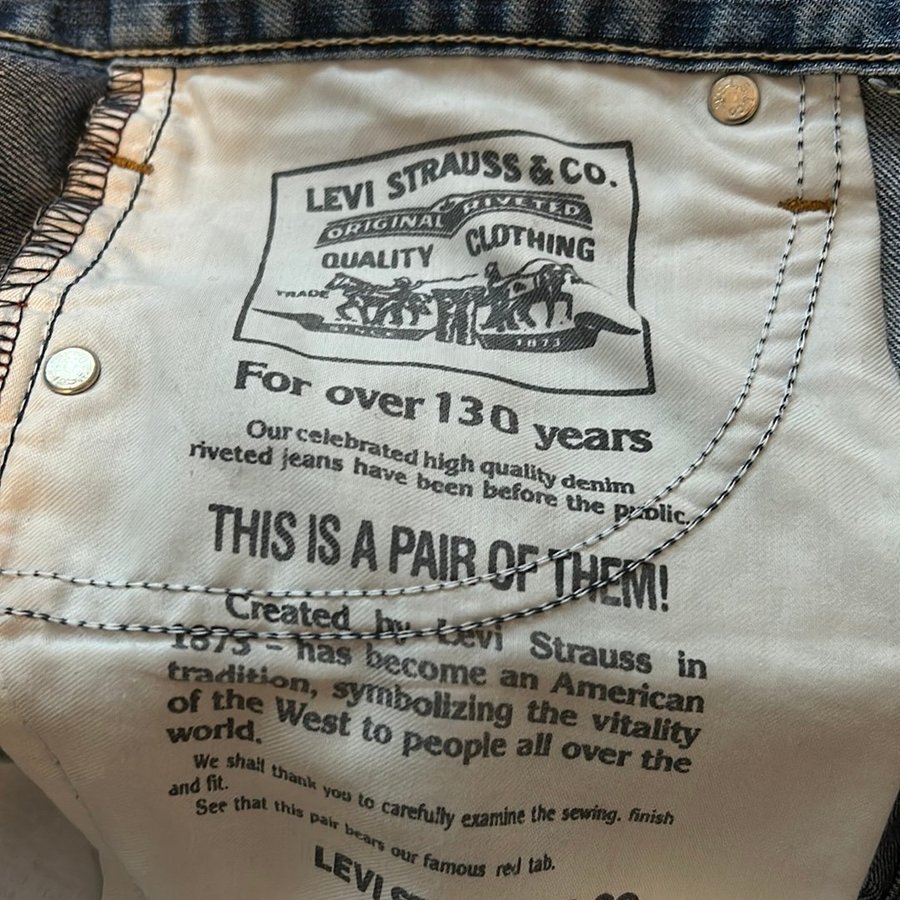 LEVI STRAUSS & CO.
ORIGINAL RIVETED
QUALITY CLOTHING
TRADE
SINCE 1873
For over 130 years
Our celebrated high quality denim
riveted jeans have been before the public.
THIS IS A PAIR OF THEM!
Created by Levi Strauss in
1873 – has become an American
tradition, symbolizing the vitality
of the West to people all over the
world.
We shall thank you to carefully examine the sewing. finish
and fit.
See that this pair bears our famous red tab.
LEVI